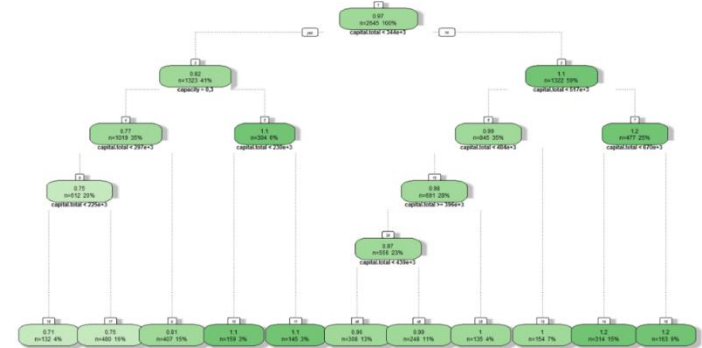 0.97
n=2645 100%
capital.total < 344e+3
yes
no
0.82
n=1323 41%
capacity = 0,3
1.1
n=1322 59%
capital.total < 517e+3
0.77
n=1019 35%
capital.total < 297e+3
1.1
n=304 6%
capital.total < 239e+3
0.99
n=845 35%
capital.total < 484e+3
1.2
n=477 25%
capital.total < 670e+3
0.75
n=612 20%
capital.total < 225e+3
0.98
n=691 28%
capital.total >= 386e+3
0.97
n=556 23%
capital.total < 439e+3
0.71
n=132 4%
0.75
n=480 16%
0.81
n=407 15%
1.1
n=159 3%
1.1
n=145 3%
0.96
n=308 13%
0.99
n=248 11%
1
n=135 4%
1
n=154 7%
1.2
n=314 15%
1.2
n=163 9%